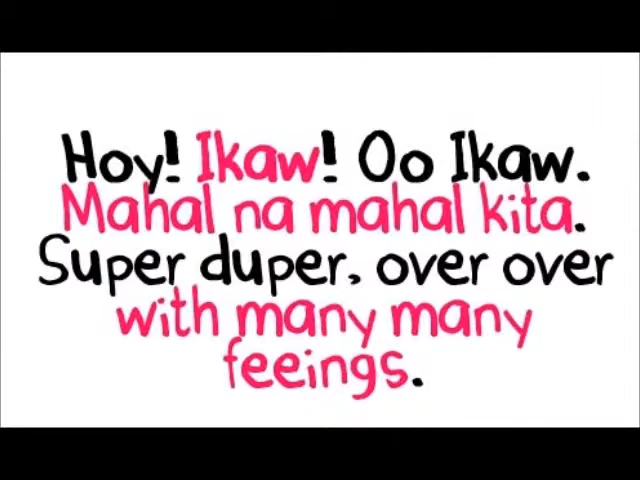 Hoy! Ikaw! Oo Ikaw.
Mahal na mahal kita.
Super duper, over over
with many many
feeings.